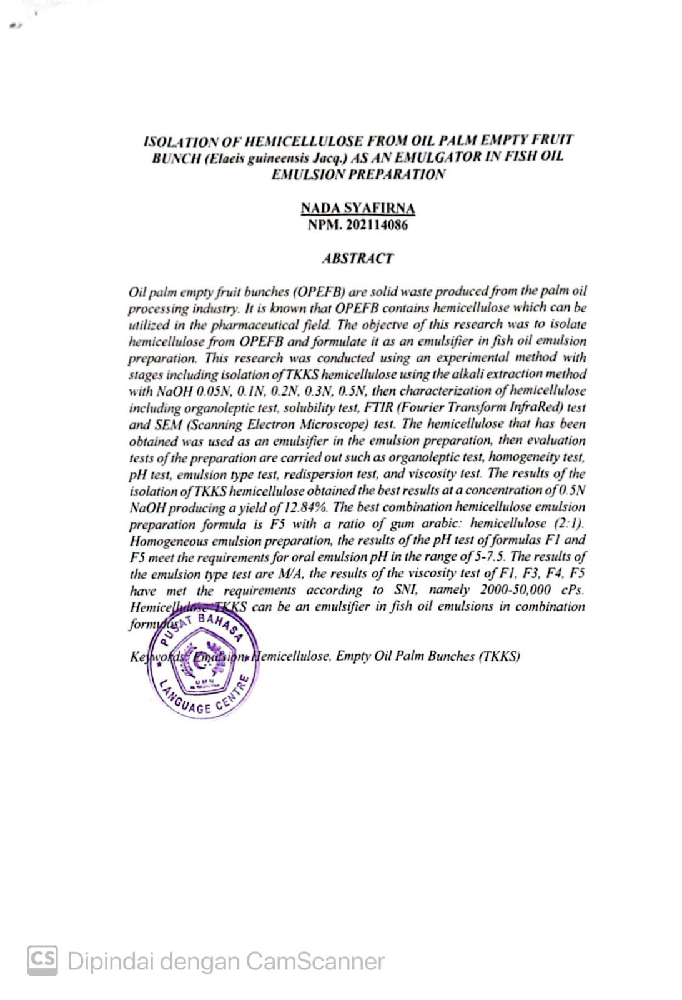 ISOLATION OF HEMICELLULOSE FROM OIL PALM EMPTY FRUIT
BUNCH (Elaeis guineensis Jacq.) AS AN EMULGATOR IN FISH OIL
EMULSION PREPARATION
NADA SYAFIRNA
NPM. 202114086
ABSTRACT
Oil palm empty fruit bunches (OPEFB) are solid waste produced from the palm oil
processing industry. It is known that OPEFB contains hemicellulose which can be
utilized in the pharmaceutical field. The objectve of this research was to isolate
hemicellulose from OPEFB and formulate it as an emulsifier in fish oil emulsion
preparation. This research was conducted using an experimental method with
stages including isolation of TKKS hemicellulose using the alkali extraction method
with NaOH 0.05N, 0.1N, 0.2N, 0.3N, 0.5N, then characterization of hemicellulose
including organoleptic test, solubility test, FTIR (Fourier Transform InfraRed) test
and SEM (Scanning Electron Microscope) test. The hemicellulose that has been
obtained was used as an emulsifier in the emulsion preparation, then evaluation
tests of the preparation are carried out such as organoleptic test, homogeneity test,
pH test, emulsion type test, redispersion test, and viscosity test. The results of the
isolation of TKKS hemicellulose obtained the best results at a concentration of 0.5N
NaOH producing a yield of 12.84%. The best combination hemicellulose emulsion
preparation formula is F5 with a ratio of gum arabic: hemicellulose (2:1).
Homogeneous emulsion preparation, the results of the pH test of formulas F1 and
F5 meet the requirements for oral emulsion pH in the range of 5-7.5. The results of
the emulsion type test are M/A, the results of the viscosity test of F1, F3, F4, F5
have met the requirements according to SNI, namely 2000-50,000 cPs.
Hemicellulose TKKS can be an emulsifier in fish oil emulsions in combination
formulas.
Keywords: Emulsion, Hemicellulose, Empty Oil Palm Bunches (TKKS)
PUSAT BAHASA
UMN
LANGUAGE CENTRE
CS Dipindai dengan CamScanner